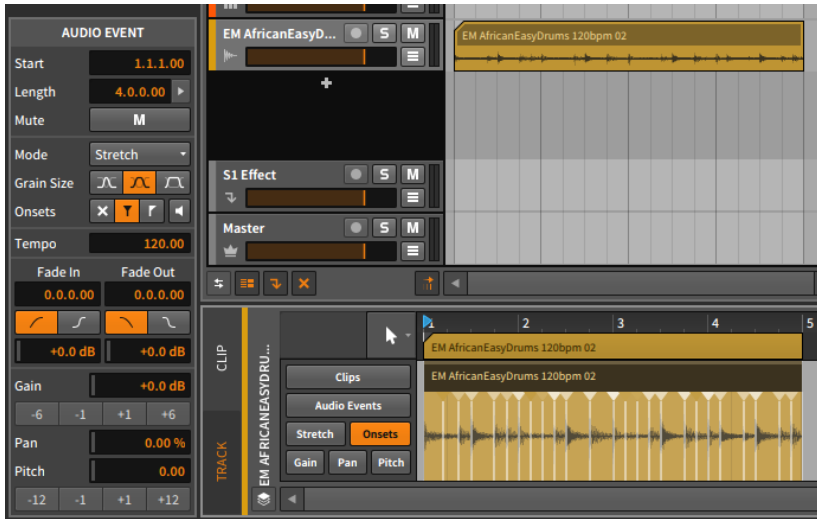 AUDIO EVENT
Start 1.1.1.00
Length 4.0.0.00
Mute M
Mode Stretch
Grain Size
Onsets
Tempo 120.00
Fade In Fade Out
0.0.0.00 0.0.0.00
+0.0 dB +0.0 dB
Gain +0.0 dB
-6 -1 +1 +6
Pan 0.00 %
Pitch 0.00
-12 -1 +1 +12
EM AfricanEasyD... S M
EM AfricanEasyDrums 120bpm 02
S1 Effect S M
Master S M
CLIP
TRACK
EM AFRICANEASYDRU...
1 2 3 4 5
EM AfricanEasyDrums 120bpm 02
EM AfricanEasyDrums 120bpm 02
Clips
Audio Events
Stretch Onsets
Gain Pan Pitch